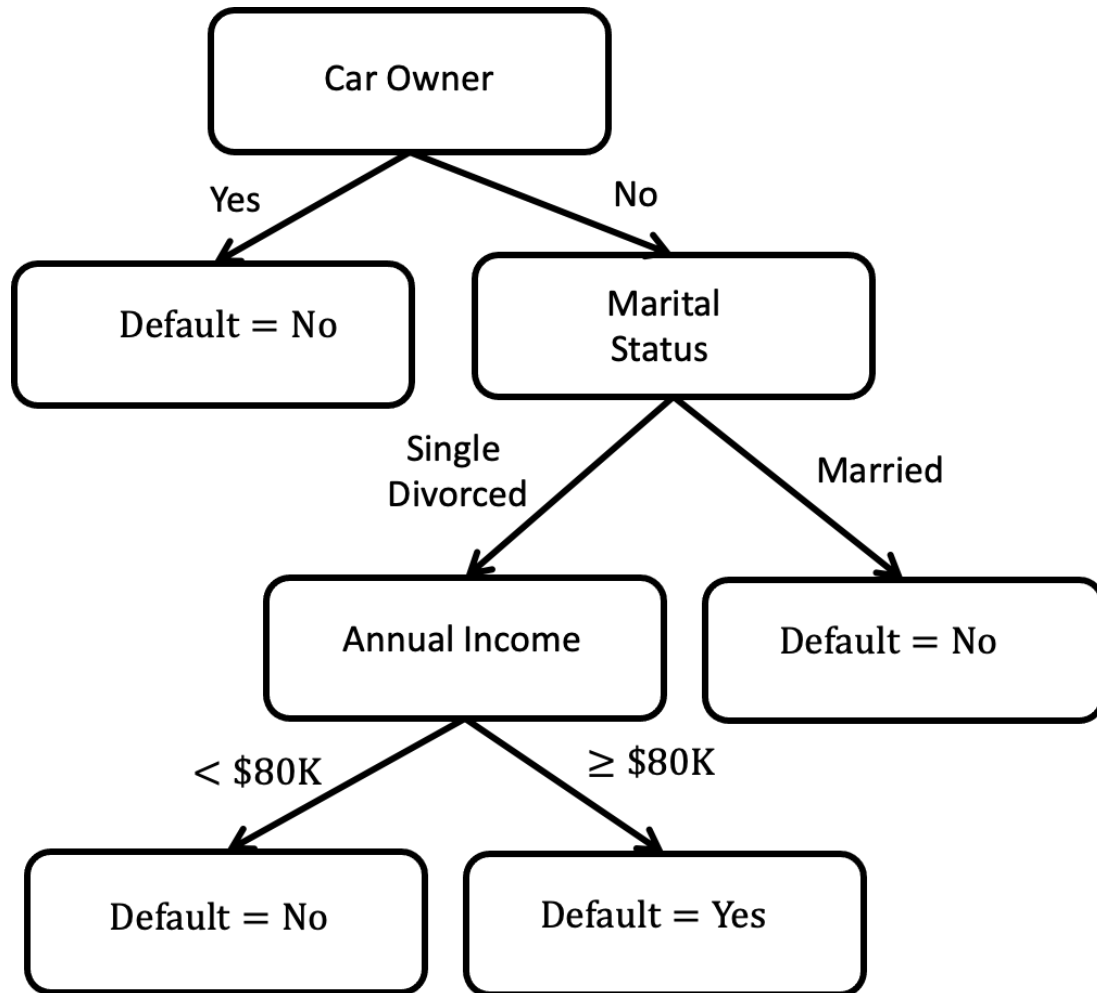 Car Owner
Yes
No
Default = No
Marital
Status
Single
Divorced
Married
Annual Income
Default = No
< $80K
≥ $80K
Default = No
Default = Yes